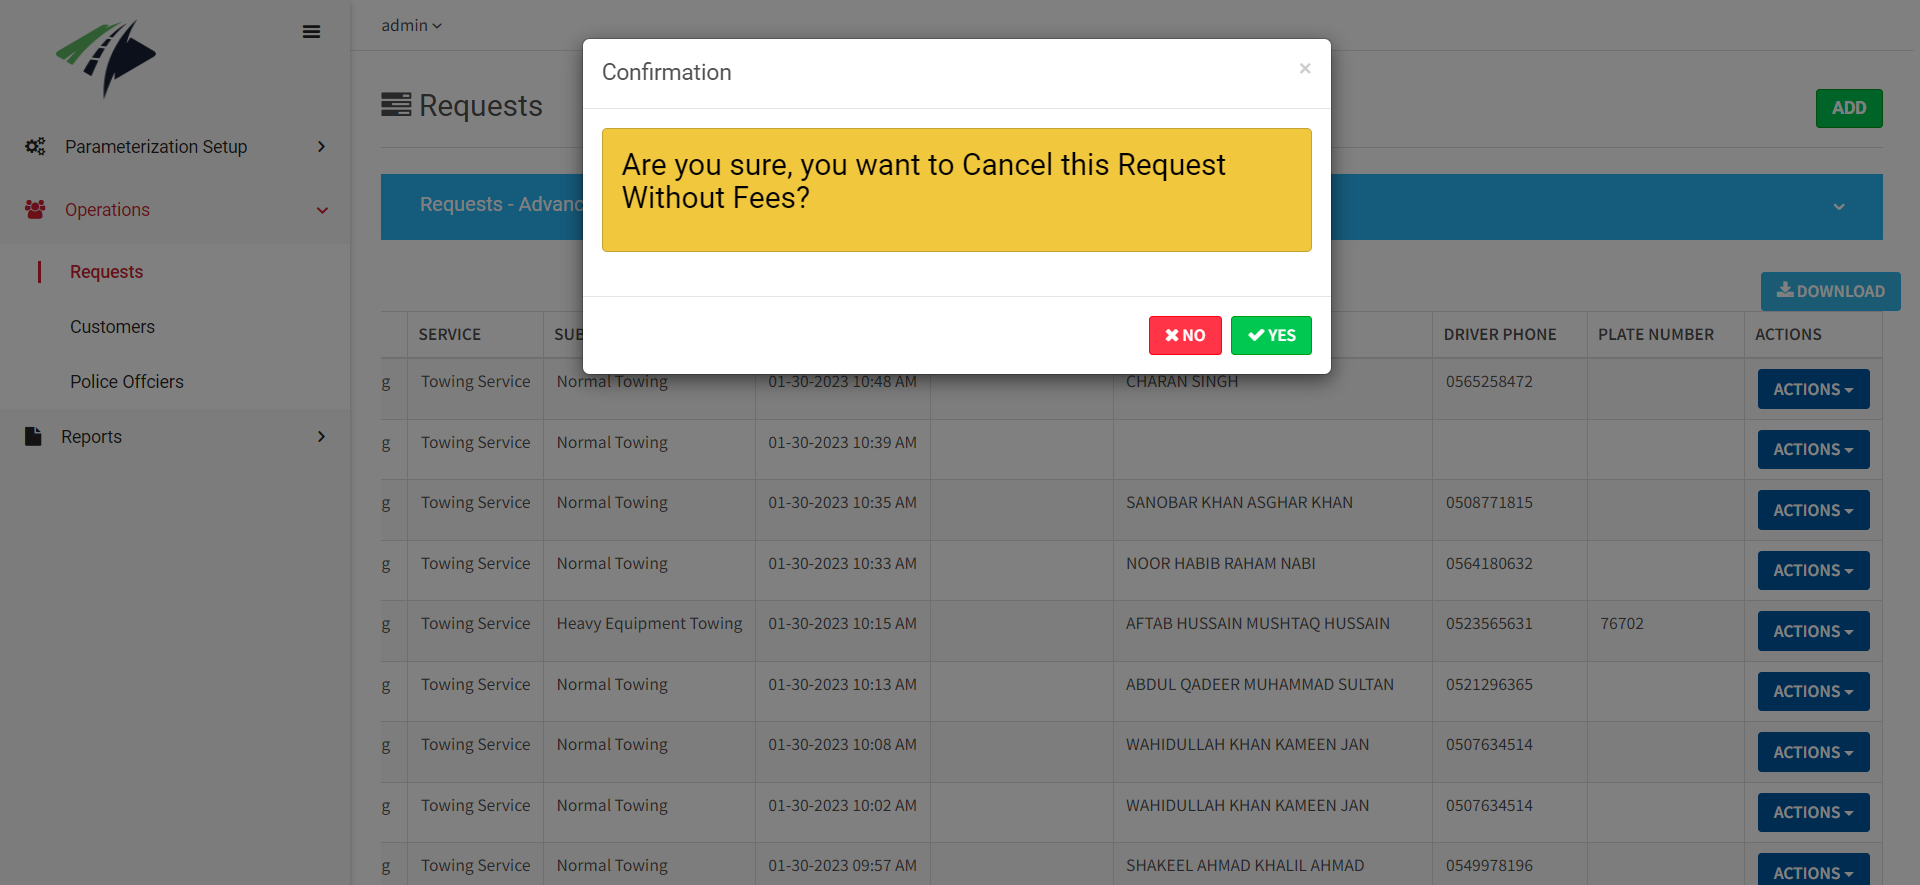 admin
Confirmation
×
Requests
ADD
Parameterization Setup
Are you sure, you want to Cancel this Request
Without Fees?
Operations
Requests - Advanc
Requests
DOWNLOAD
Customers
NO
YES
SERVICE SUB DRIVER PHONE PLATE NUMBER ACTIONS
Police Offciers
g Towing Service Normal Towing 01-30-2023 10:48 AM CHARAN SINGH 0565258472 ACTIONS
Reports
g Towing Service Normal Towing 01-30-2023 10:39 AM ACTIONS
g Towing Service Normal Towing 01-30-2023 10:35 AM SANOBAR KHAN ASGHAR KHAN 0508771815 ACTIONS
g Towing Service Normal Towing 01-30-2023 10:33 AM NOOR HABIB RAHAM NABI 0564180632 ACTIONS
g Towing Service Heavy Equipment Towing 01-30-2023 10:15 AM AFTAB HUSSAIN MUSHTAQ HUSSAIN 0523565631 76702 ACTIONS
g Towing Service Normal Towing 01-30-2023 10:13 AM ABDUL QADEER MUHAMMAD SULTAN 0521296365 ACTIONS
g Towing Service Normal Towing 01-30-2023 10:08 AM WAHIDULLAH KHAN KAMEEN JAN 0507634514 ACTIONS
g Towing Service Normal Towing 01-30-2023 10:02 AM WAHIDULLAH KHAN KAMEEN JAN 0507634514 ACTIONS
g Towing Service Normal Towing 01-30-2023 09:57 AM SHAKEEL AHMAD KHALIL AHMAD 0549978196 ACTIONS